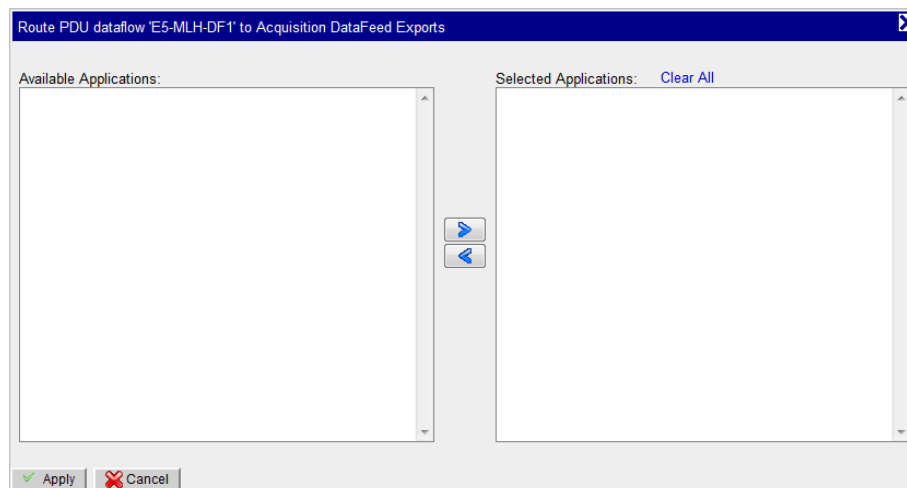 Route PDU dataflow 'E5-MLH-DF1' to Acquisition DataFeed Exports
Available Applications:
Selected Applications: Clear All
Apply Cancel